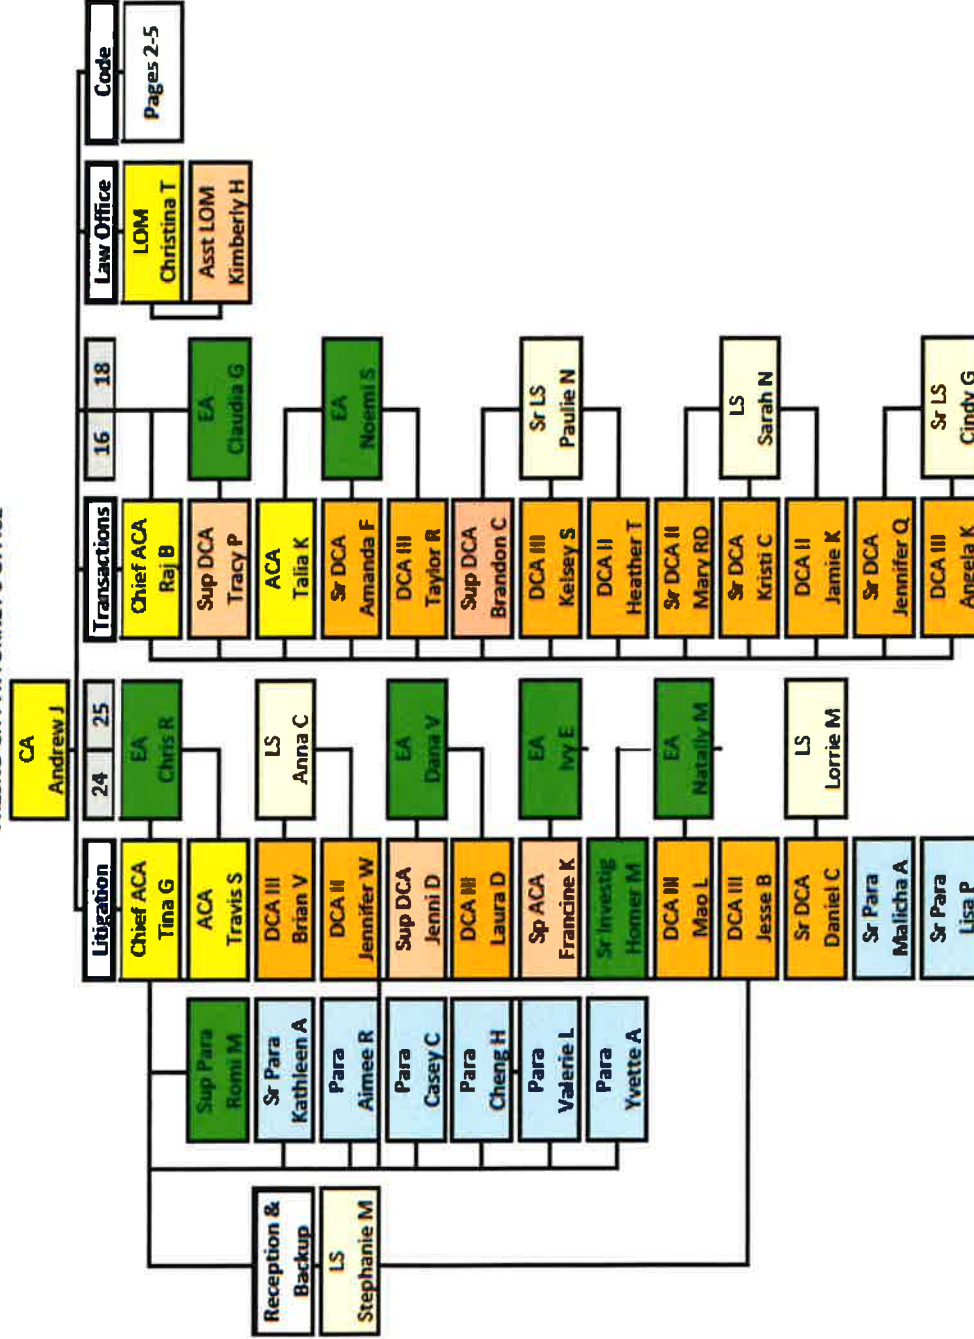 CA
Andrew J
Litigation
24
25
Transactions
16
18
Law Office
Code
Chief ACA
Tina G
EA
Chris R
Chief ACA
Raj B
LOM
Christina T
Pages 2-5
Sup Para
Romi M
ACA
Travis S
Sup DCA
Tracy P
EA
Claudia G
Asst LOM
Kimberly H
Reception &
Backup
Sr Para
Kathleen A
DCA III
Brian V
LS
Anna C
ACA
Talia K
LS
Stephanie M
Para
Aimee R
DCA II
Jennifer W
Sr DCA
Amanda F
EA
Noemi S
Para
Casey C
Sup DCA
Jenni D
EA
Dana V
DCA III
Taylor R
Para
Cheng H
DCA III
Laura D
Sup DCA
Brandon C
Para
Valerie L
Sp ACA
Francine K
EA
Ivy E
DCA III
Kelsey S
Sr LS
Paulie N
Para
Yvette A
Sr Investig
Homer M
DCA II
Heather T
DCA III
Mao L
EA
Nataly M
Sr DCA II
Mary RD
DCA III
Jesse B
Sr DCA
Kristi C
LS
Sarah N
Sr DCA
Daniel C
LS
Lorrie M
DCA II
Jamie K
Sr Para
Malicha A
Sr DCA
Jennifer Q
Sr Para
Lisa P
DCA III
Angela K
Sr LS
Cindy G